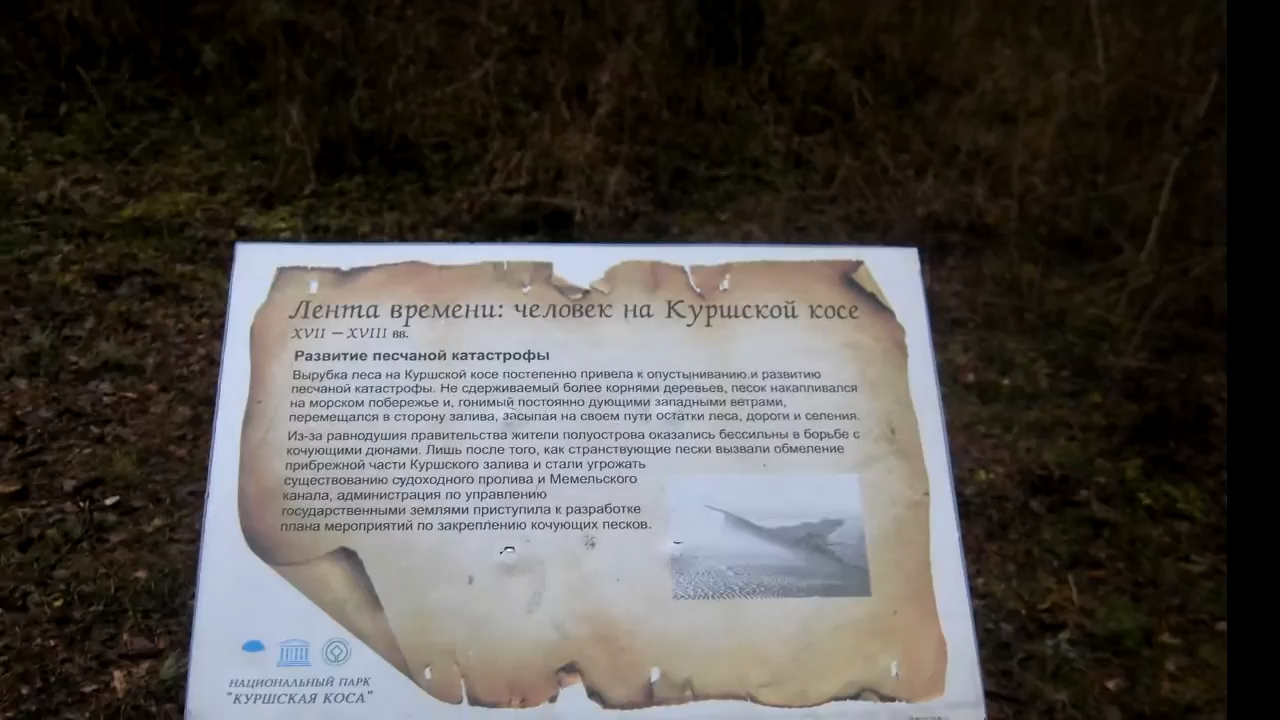 Лента времени: человек на Куршской косе
XVII – XVIII вв.
Развитие песчаной катастрофы
Вырубка леса на Куршской косе постепенно привела к опустыниванию и развитию
песчаной катастрофы. Не сдерживаемый более корнями деревьев, песок накапливался
на морском побережье и, гонимый постоянно дующими западными ветрами,
перемещался в сторону залива, засыпая на своем пути остатки леса, дороги и селения.
Из-за равнодушия правительства жители полуострова оказались бессильны в борьбе с
кочующими дюнами. Лишь после того, как странствующие пески вызвали обмеление
прибрежной части Куршского залива и стали угрожать
существованию судоходного пролива и Мемельского
канала, администрация по управлению
государственными землями приступила к разработке
плана мероприятий по закреплению кочующих песков.
НАЦИОНАЛЬНЫЙ ПАРК
"КУРШСКАЯ КОСА"